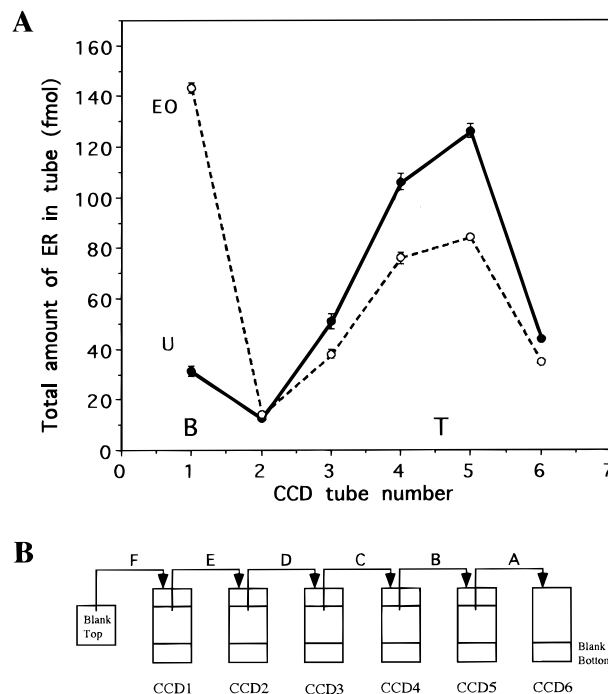 A
Total amount of ER in tube (fmol)
160
140
120
100
80
60
40
20
0
EO
U
B
T
0 1 2 3 4 5 6 7
CCD tube number
B
F E D C B A
Blank
Top
Blank
Bottom
CCD1 CCD2 CCD3 CCD4 CCD5 CCD6